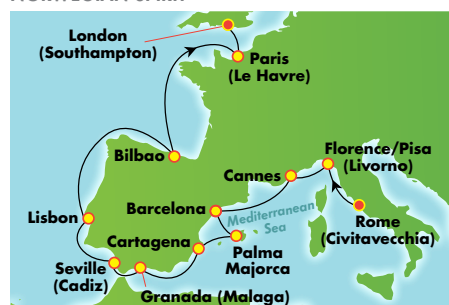 London
(Southampton)
Paris
(Le Havre)
Bilbao
Florence/Pisa
(Livorno)
Cannes
Lisbon
Barcelona
Mediterranean
Sea
Rome
(Civitavecchia)
Cartagena
Palma
Majorca
Seville
(Cadiz)
Granada (Malaga)